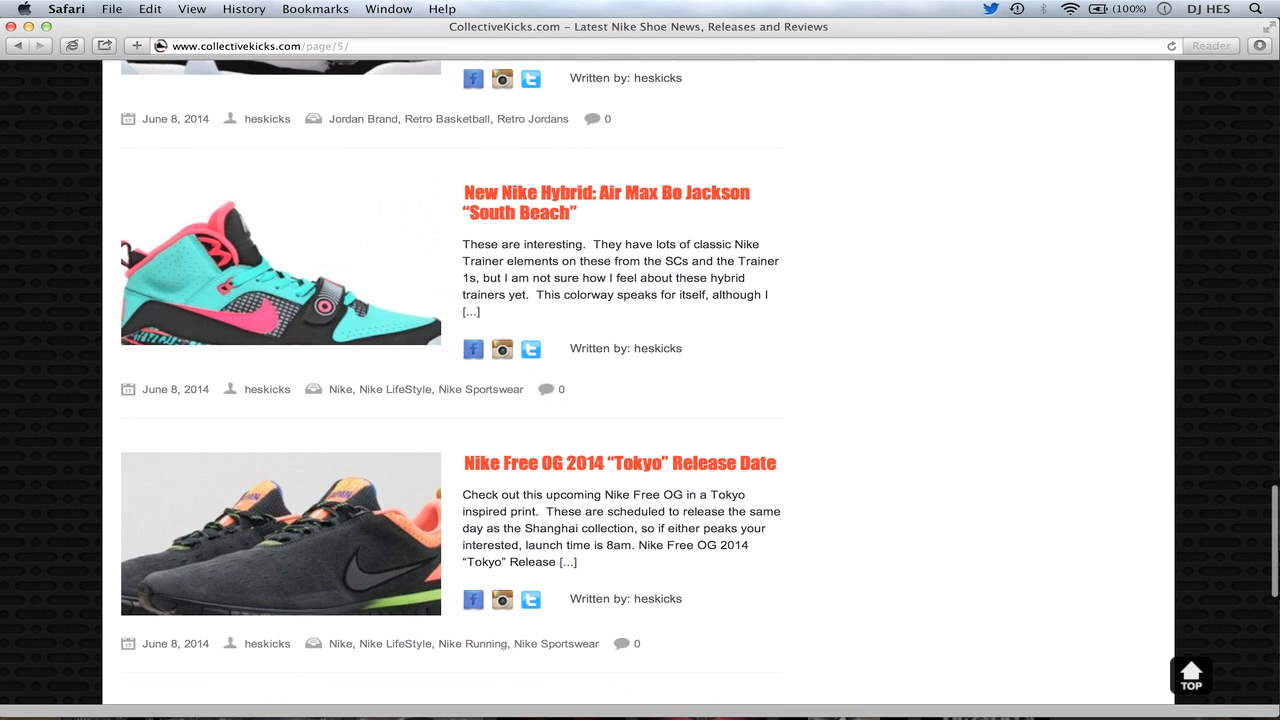 Safari File Edit View History Bookmarks Window Help (100%) DJ HES
CollectiveKicks.com – Latest Nike Shoe News, Releases and Reviews
www.collectivekicks.com/page/5/ Reader
Written by: heskicks
June 8, 2014 heskicks Jordan Brand, Retro Basketball, Retro Jordans 0
New Nike Hybrid: Air Max Bo Jackson
“South Beach”
These are interesting. They have lots of classic Nike
Trainer elements on these from the SCs and the Trainer
1s, but I am not sure how I feel about these hybrid
trainers yet. This colorway speaks for itself, although I
[...]
Written by: heskicks
June 8, 2014 heskicks Nike, Nike LifeStyle, Nike Sportswear 0
Nike Free OG 2014 “Tokyo” Release Date
Check out this upcoming Nike Free OG in a Tokyo
inspired print. These are scheduled to release the same
day as the Shanghai collection, so if either peaks your
interested, launch time is 8am. Nike Free OG 2014
“Tokyo” Release [...]
Written by: heskicks
June 8, 2014 heskicks Nike, Nike LifeStyle, Nike Running, Nike Sportswear 0
TOP